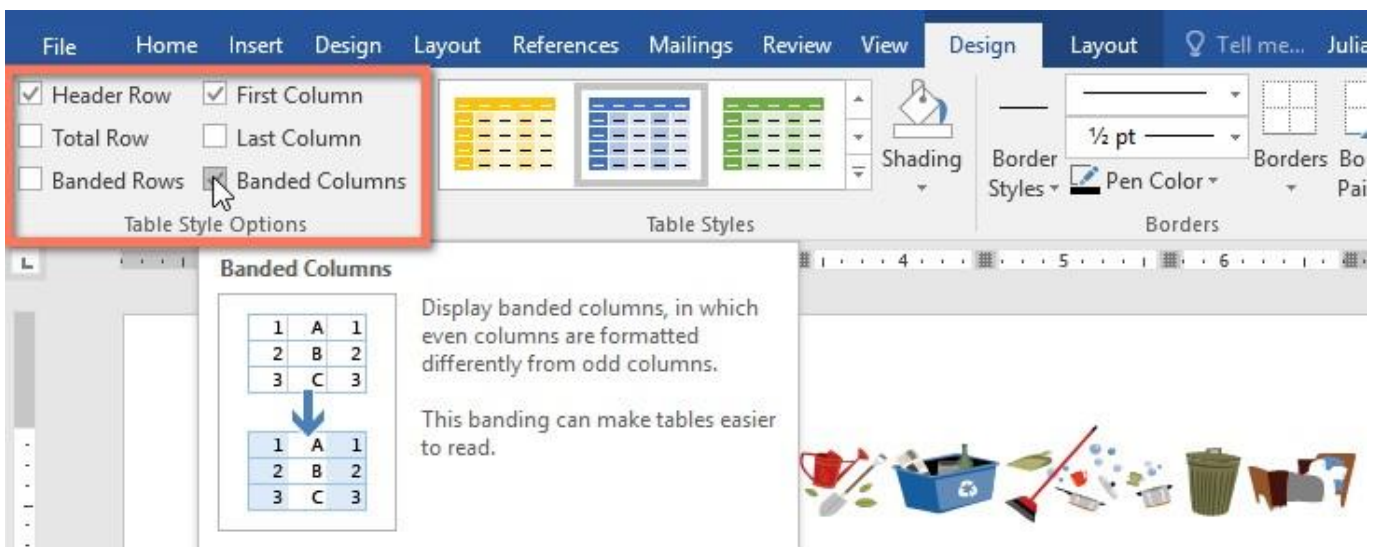 File Home Insert Design Layout References Mailings Review View Design Layout Tell me... Julia
Header Row First Column
Total Row Last Column
Banded Rows Banded Columns
Table Style Options
Table Styles
Shading
Border
Styles
½ pt
Pen Color
Borders
Borders
Bo
Pai
4 5 6
Banded Columns
1 A 1
2 B 2
3 C 3
1 A 1
2 B 2
3 C 3
Display banded columns, in which
even columns are formatted
differently from odd columns.
This banding can make tables easier
to read.